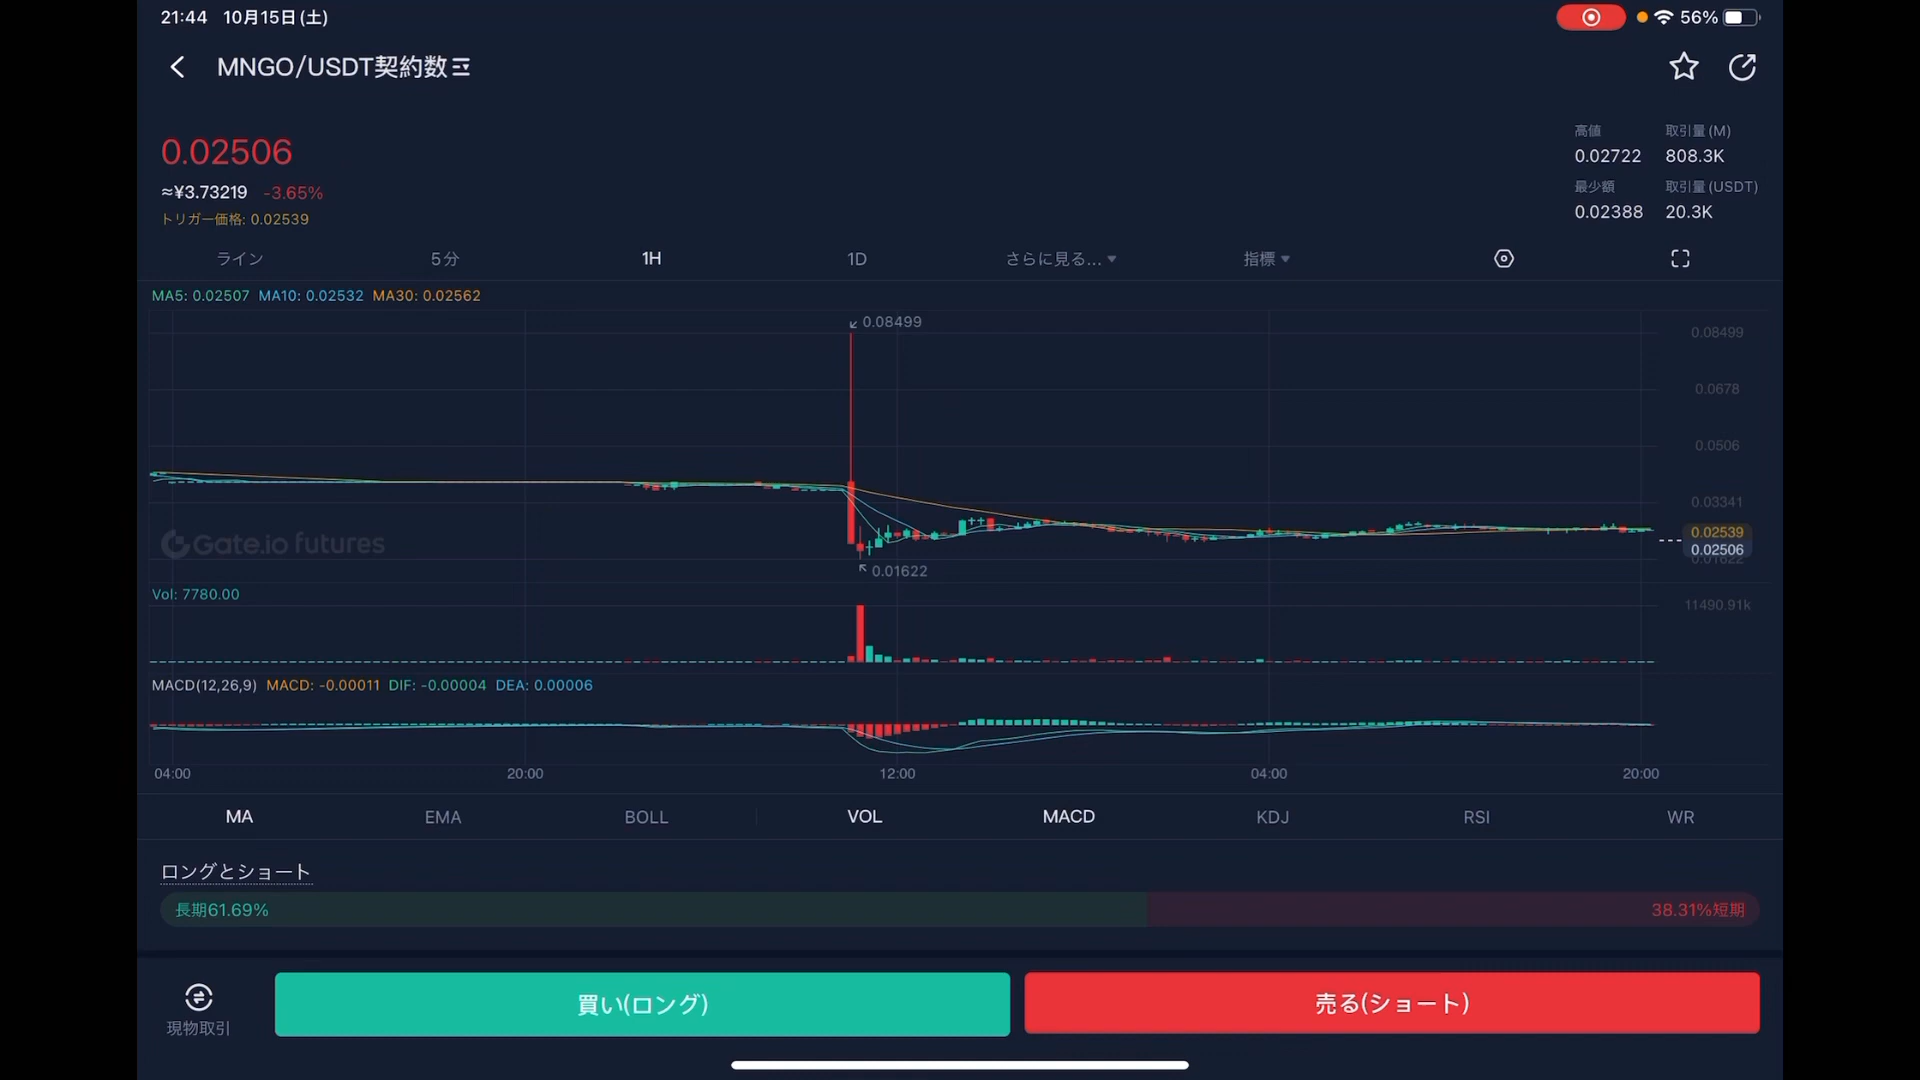 21:44 10月15日(土)
56%
MNGO/USDT契約数
0.02506
≈¥3.73219 -3.65%
トリガー価格: 0.02539
高値 取引量(M)
0.02722 808.3K
最少額 取引量(USDT)
0.02388 20.3K
ライン 5分 1H 1D さらに見る... 指標
MA5: 0.02507 MA10: 0.02532 MA30: 0.02562
0.08499
0.08499
0.0678
0.0506
0.03341
0.02539
0.02506
0.01622
Gate.io futures
0.01622
Vol: 7780.00
11490.91k
MACD(12,26,9) MACD: -0.00011 DIF: -0.00004 DEA: 0.00006
04:00 20:00 12:00 04:00 20:00
MA EMA BOLL VOL MACD KDJ RSI WR
ロングとショート
長期61.69% 38.31%短期
現物取引
買い(ロング)
売る(ショート)